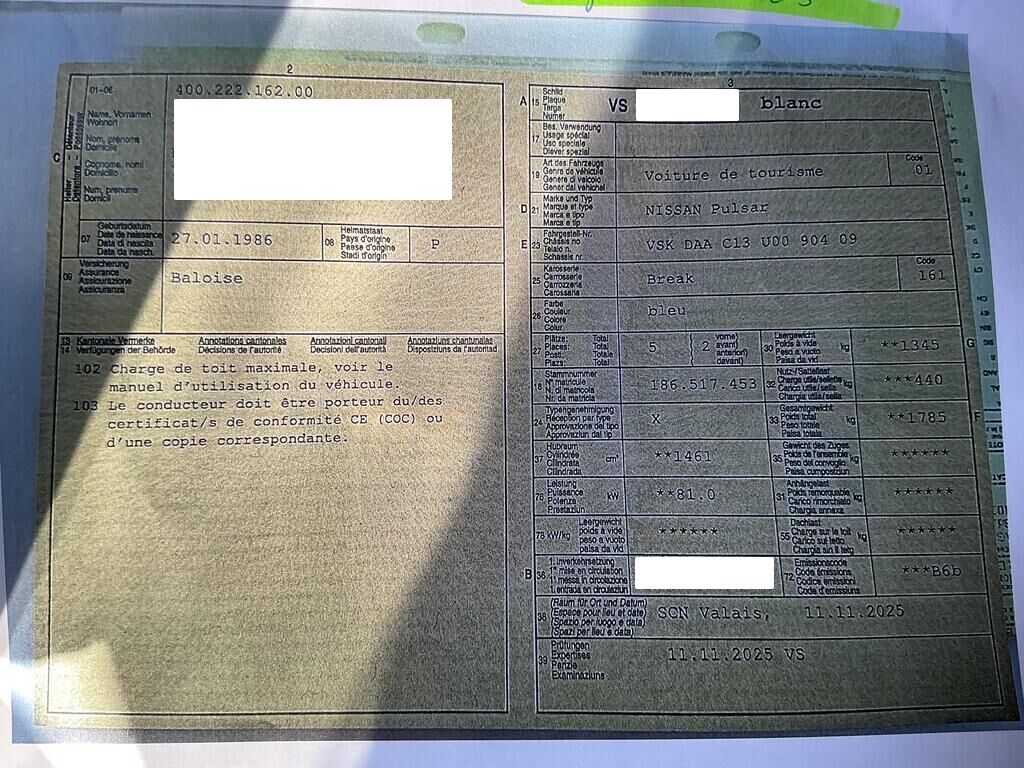 2
01–06
400.222.162.00
C
Halter Détenteur
Detentore Possessur
Name, Vornamen
Wohnort
Nom, prénoms
Domicile
Cognome, nomi
Domicilio
Num, prenums
Domicil
07
Geburtsdatum
Date de naissance
Data di nascita
Data da nasch.
27.01.1986
08
Heimatstaat
Pays d'origine
Paese d'origine
Stadi d'origin
P
09
Versicherung
Assurance
Assicurazione
Assicuranza
Baloise
13
14
Kantonale Vermerke
Verfügungen der Behörde
Annotations cantonales
Décisions de l'autorité
Annotazioni cantonali
Decisioni dell'autorità
Annotaziuns chantunalas
Disposiziuns da l'autoritad
102 Charge de toit maximale, voir le
manuel d'utilisation du véhicule.
103 Le conducteur doit être porteur du/des
certificat/s de conformité CE (COC) ou
d'une copie correspondante.
3
A
15
Schild
Plaque
Targa
Numer
VS
blanc
17
Bes. Verwendung
Usage spécial
Uso speciale
Diever spezial
19
Art des Fahrzeugs
Genre de véhicule
Genere di veicolo
Gener dal vehichel
Voiture de tourisme
Code
01
D
21
Marke und Typ
Marque et type
Marca e tipo
Marca e tip
NISSAN Pulsar
E
23
Fahrgestell-Nr.
Châssis no
Telaio n.
Schassis nr.
VSK DAA C13 U00 904 09
25
Karosserie
Carrosserie
Carrozzeria
Carossaria
Break
Code
161
26
Farbe
Couleur
Colore
Colur
bleu
27
Plätze: Total
Places: Total
Posti: Totale
Plazs: Total
5
2
vorne)
avant)
anteriori)
davant)
30
Leergewicht
Poids à vide
Peso a vuoto
Paisa da vid
kg
**1345
G
18
Stammnummer
N° matricule
N° di matricola
Nr. da matricla
186.517.453
32
Nutz-/Sattellast
Charge utile/sellette
Carico utile/sella
Chargia utila/sella
kg
***440
24
Typengenehmigung
Réception par type
Approvazione del tipo
Approvaziun dal tip
X
33
Gesamtgewicht
Poids total
Peso totale
Paisa totala
kg
**1785
F
37
Hubraum
Cylindrée
Cilindrata
Cilindrada
cm³
**1461
35
Gewicht des Zuges
Poids de l'ensemble
Peso del convoglio
Paisa cumposiziun
kg
******
76
Leistung
Puissance
Potenza
Prestaziun
kW
**81.0
31
Anhängelast
Poids remorquable
Carico rimorchiato
Chargia annexa
kg
******
78 kW/kg
Leergewicht
poids à vide
peso a vuoto
paisa da vid
******
55
Dachlast
Charge sur le toit
Carico sul tetto
Chargia sin il tetg
kg
******
B
36
1. Inverkehrsetzung
1re mise en circulation
1a messa in circolazione
1. entrada en circulaziun
72
Emissionscode
Code émissions
Codice emissioni
Code d'emissiuns
***B6b
38
(Raum für Ort und Datum)
(Espace pour lieu et date)
(Spazio per luogo e data)
(Spazi per lieu e data)
SCN Valais, 11.11.2025
39
Prüfungen
Expertises
Perizie
Examinaziuns
11.11.2025 VS